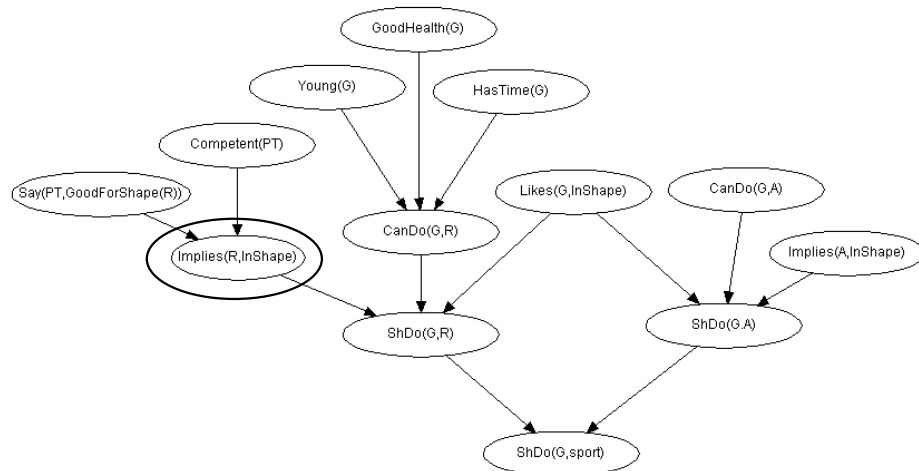 GoodHealth(G)
Young(G)
HasTime(G)
Competent(PT)
Say(PT,GoodForShape(R))
Likes(G,InShape)
CanDo(G,A)
CanDo(G,R)
Implies(R,InShape)
Implies(A,InShape)
ShDo(G,R)
ShDo(G.A)
ShDo(G,sport)